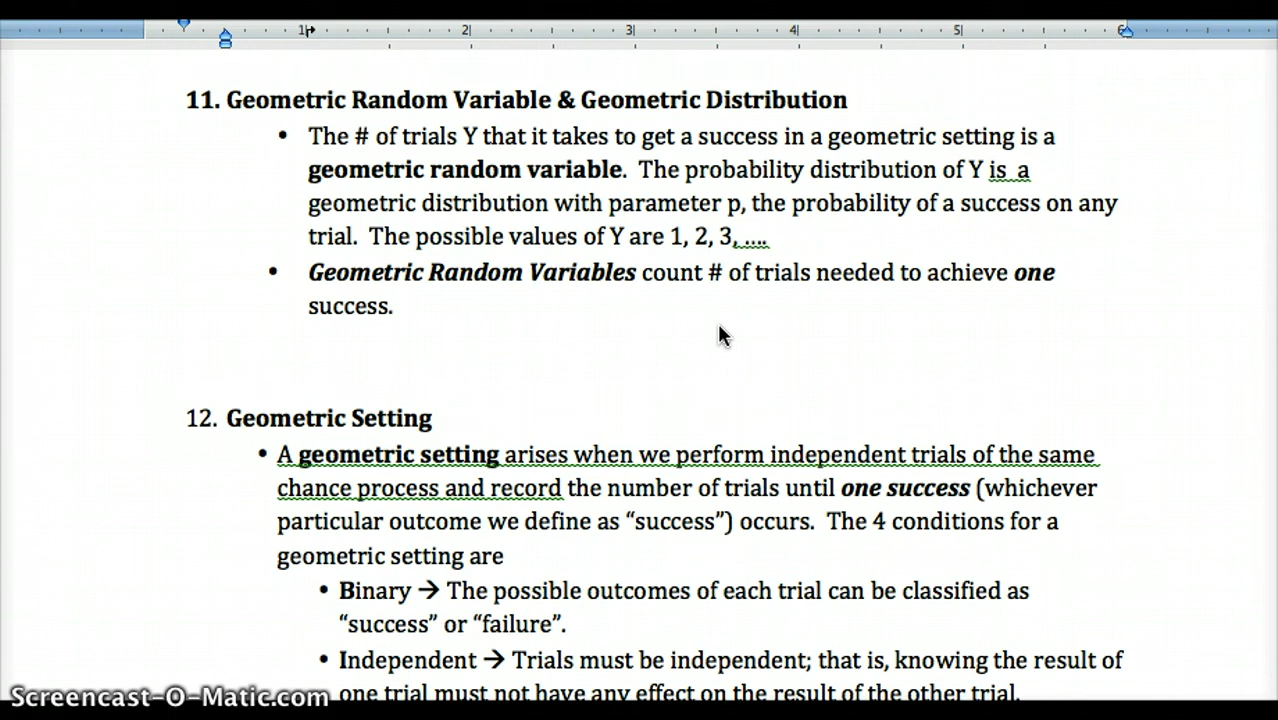 1 2 3 4 5 6
11. Geometric Random Variable & Geometric Distribution
• The # of trials Y that it takes to get a success in a geometric setting is a
geometric random variable. The probability distribution of Y is a
geometric distribution with parameter p, the probability of a success on any
trial. The possible values of Y are 1, 2, 3, ….
• Geometric Random Variables count # of trials needed to achieve one
success.
12. Geometric Setting
• A geometric setting arises when we perform independent trials of the same
chance process and record the number of trials until one success (whichever
particular outcome we define as “success”) occurs. The 4 conditions for a
geometric setting are
• Binary → The possible outcomes of each trial can be classified as
“success” or “failure”.
• Independent → Trials must be independent; that is, knowing the result of
one trial must not have any effect on the result of the other trial.
Screencast-O-Matic.com